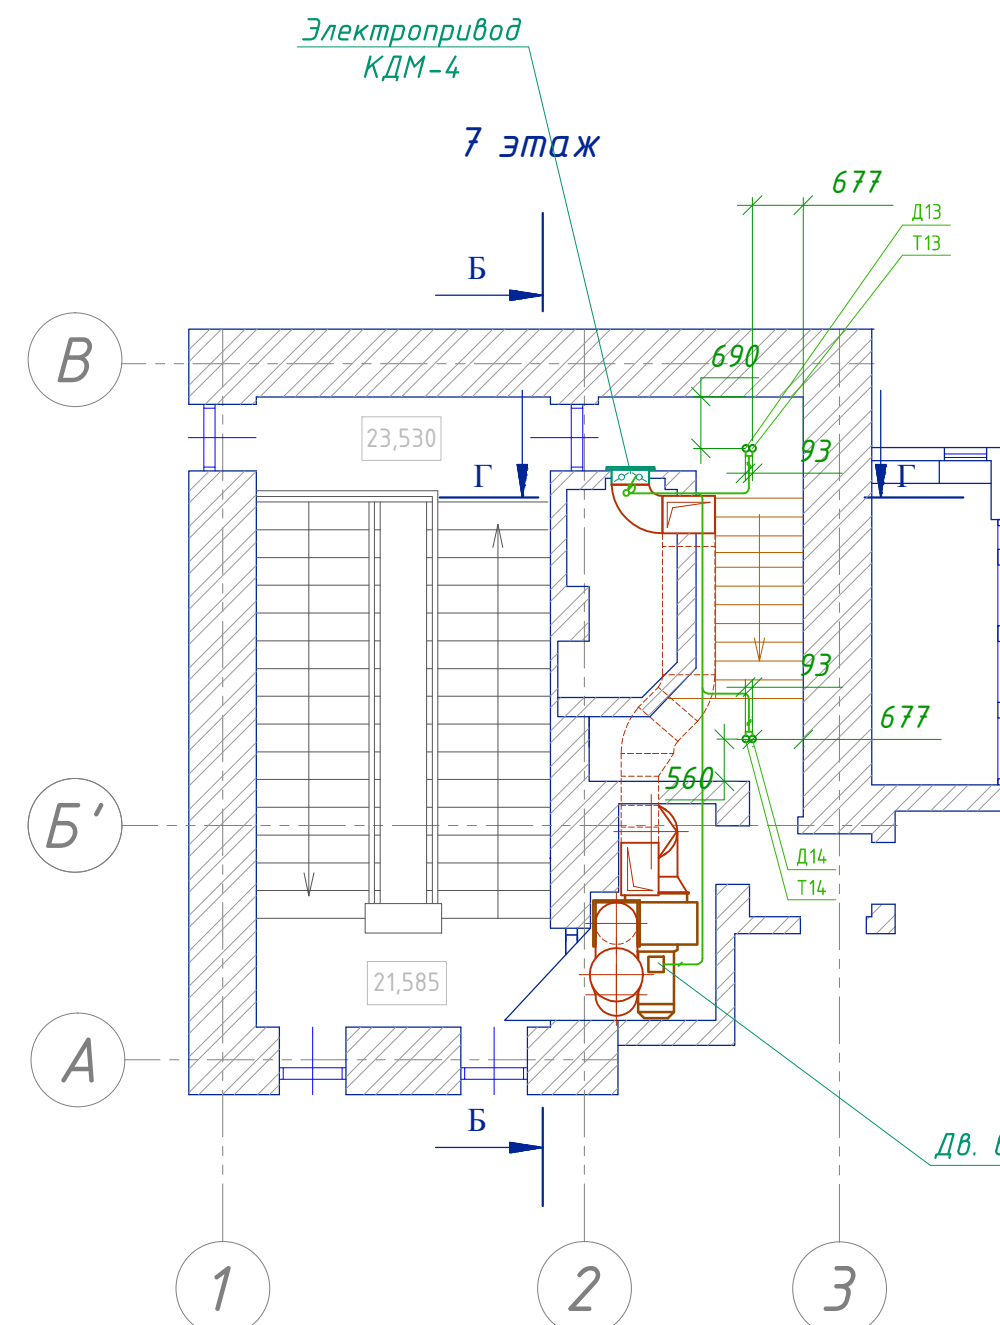 Электропривод
КДМ-4
7 этаж
677
Д13
Т13
Б
В
690
23,530
93
Г
Г
93
677
560
Б'
Д14
Т14
21,585
А
Б
Дв.
1
2
3